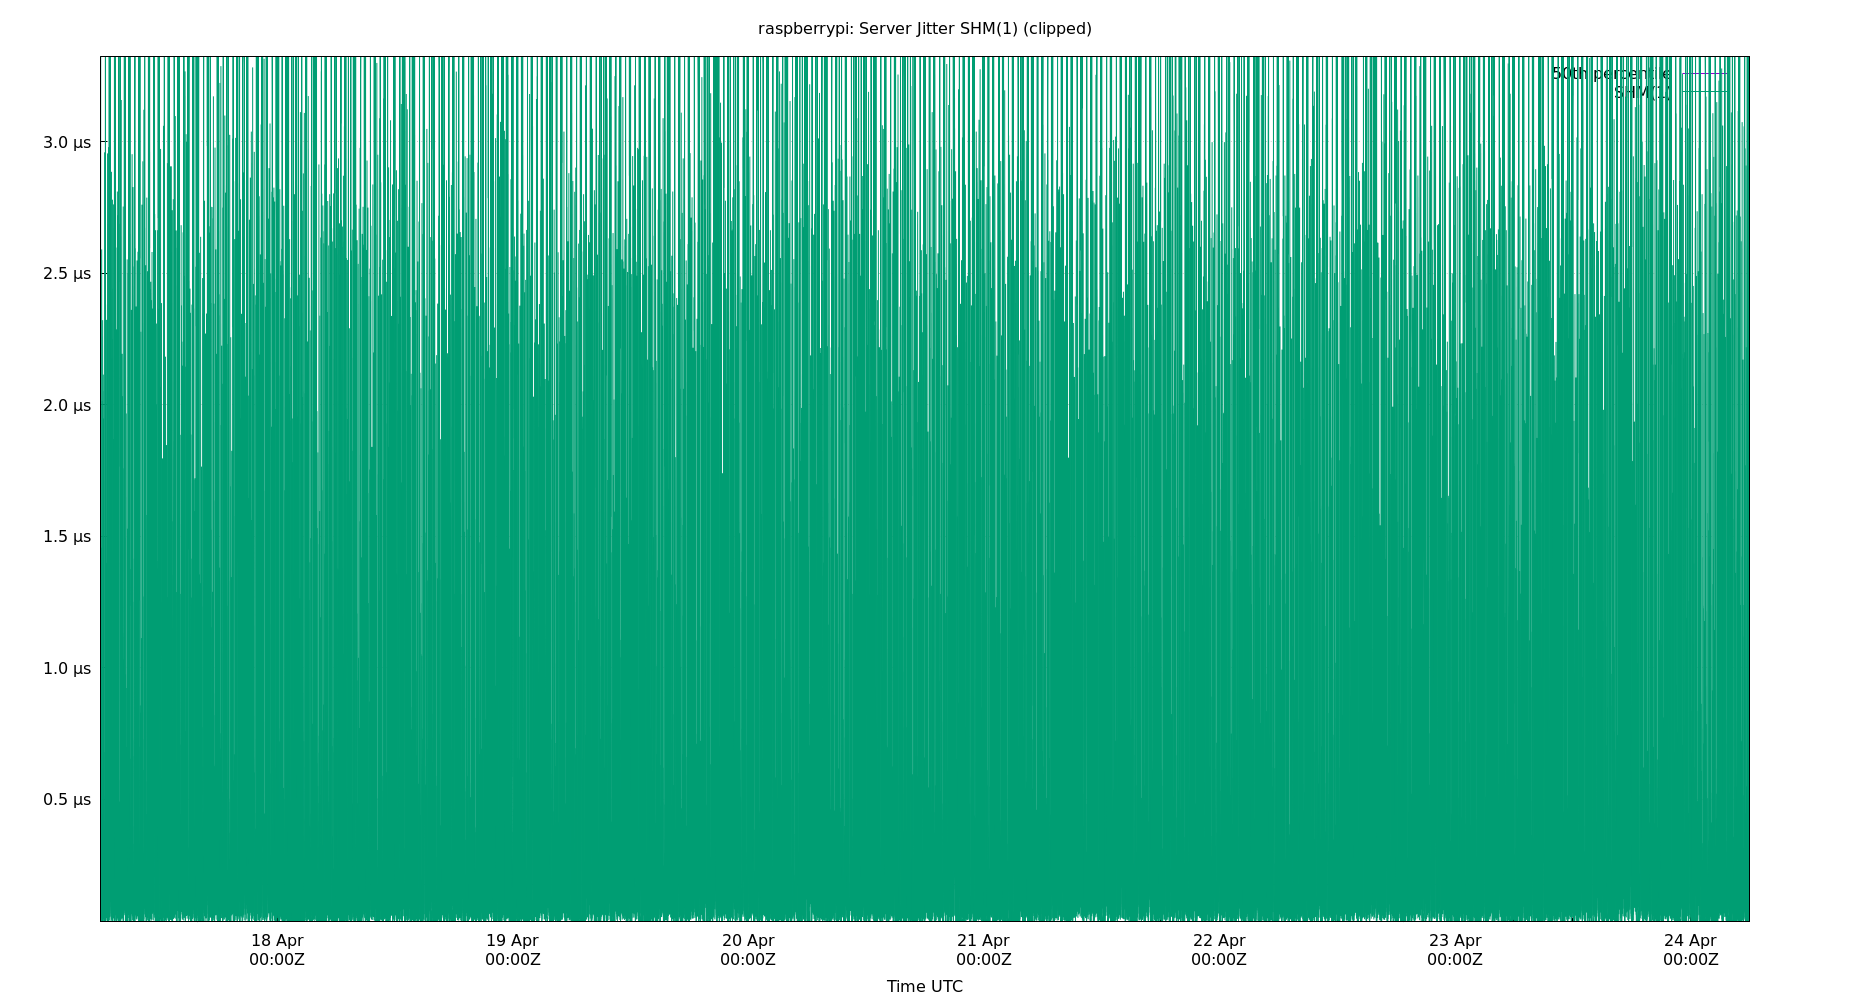 raspberrypi: Server Jitter SHM(1) (clipped)
50th percentile
SHM(1)
3.0 µs
2.5 µs
2.0 µs
1.5 µs
1.0 µs
0.5 µs
18 Apr 19 Apr 20 Apr 21 Apr 22 Apr 23 Apr 24 Apr
00:00Z 00:00Z 00:00Z 00:00Z 00:00Z 00:00Z 00:00Z
Time UTC